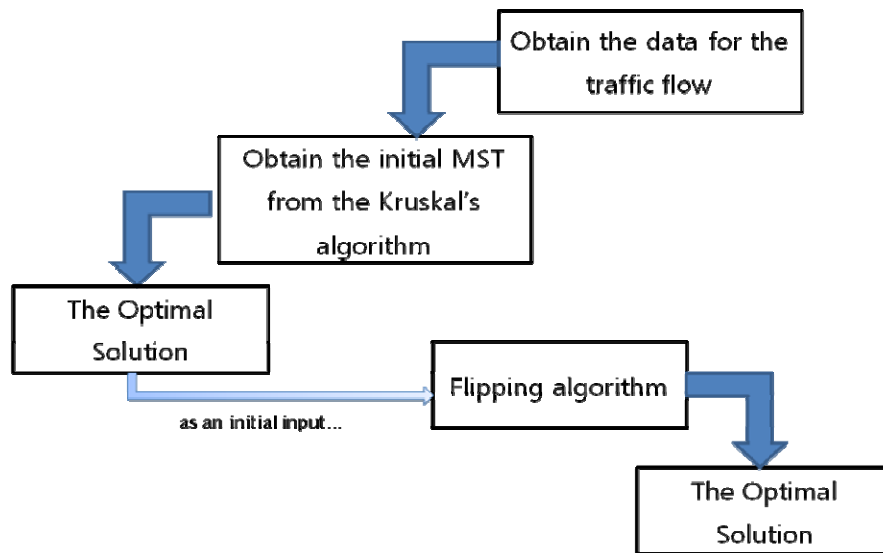 Obtain the data for the
traffic flow
Obtain the initial MST
from the Kruskal's
algorithm
The Optimal
Solution
Flipping algorithm
as an initial input...
The Optimal
Solution